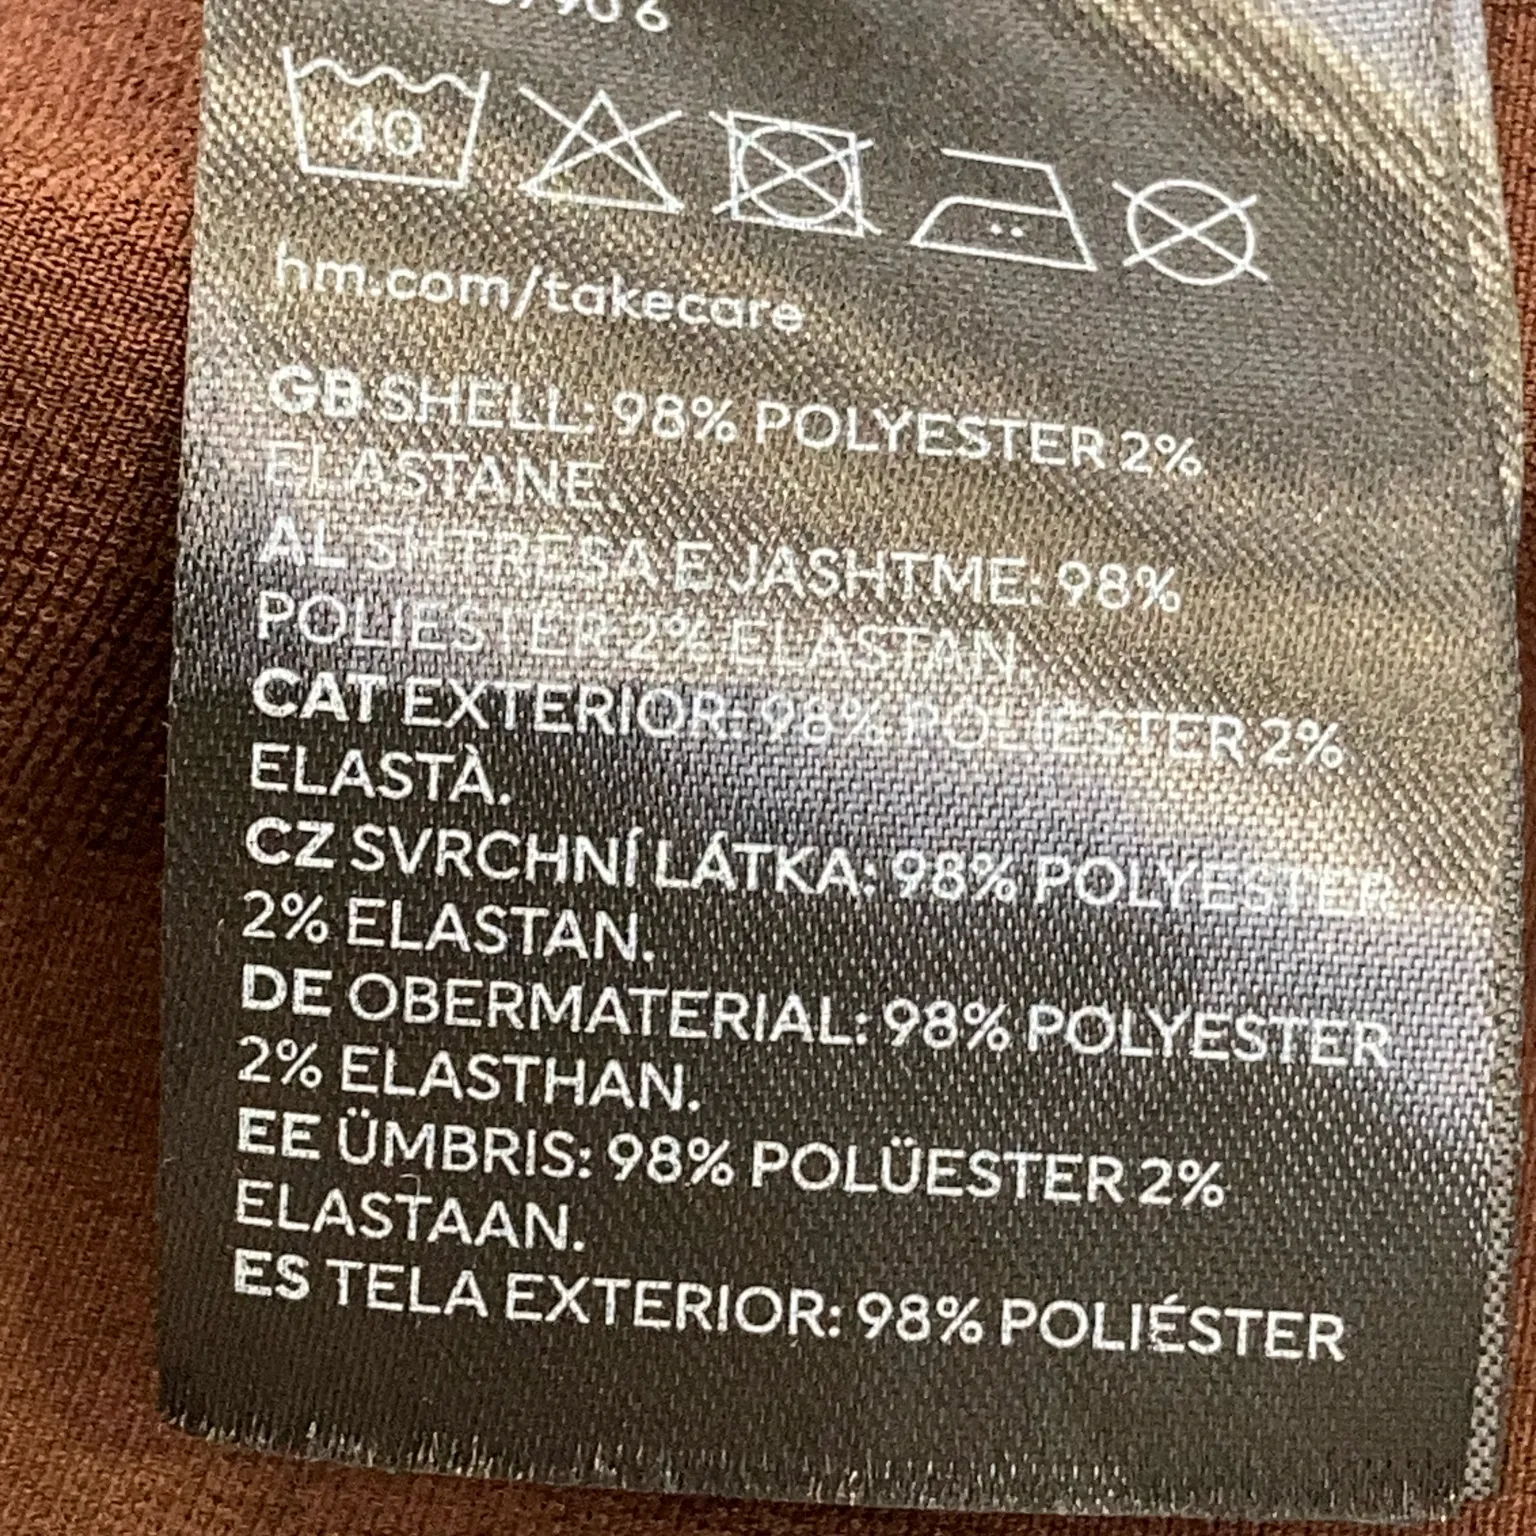 40
hm.com/takecare
GB SHELL: 98% POLYESTER 2%
ELASTANE.
AL SHTRESA E JASHTME: 98%
POLIESTER 2% ELASTAN.
CAT EXTERIOR: 98% POLIÈSTER 2%
ELASTÀ.
CZ SVRCHNÍ LÁTKA: 98% POLYESTER
2% ELASTAN.
DE OBERMATERIAL: 98% POLYESTER
2% ELASTHAN.
EE ÜMBRIS: 98% POLÜESTER 2%
ELASTAAN.
ES TELA EXTERIOR: 98% POLIÉSTER